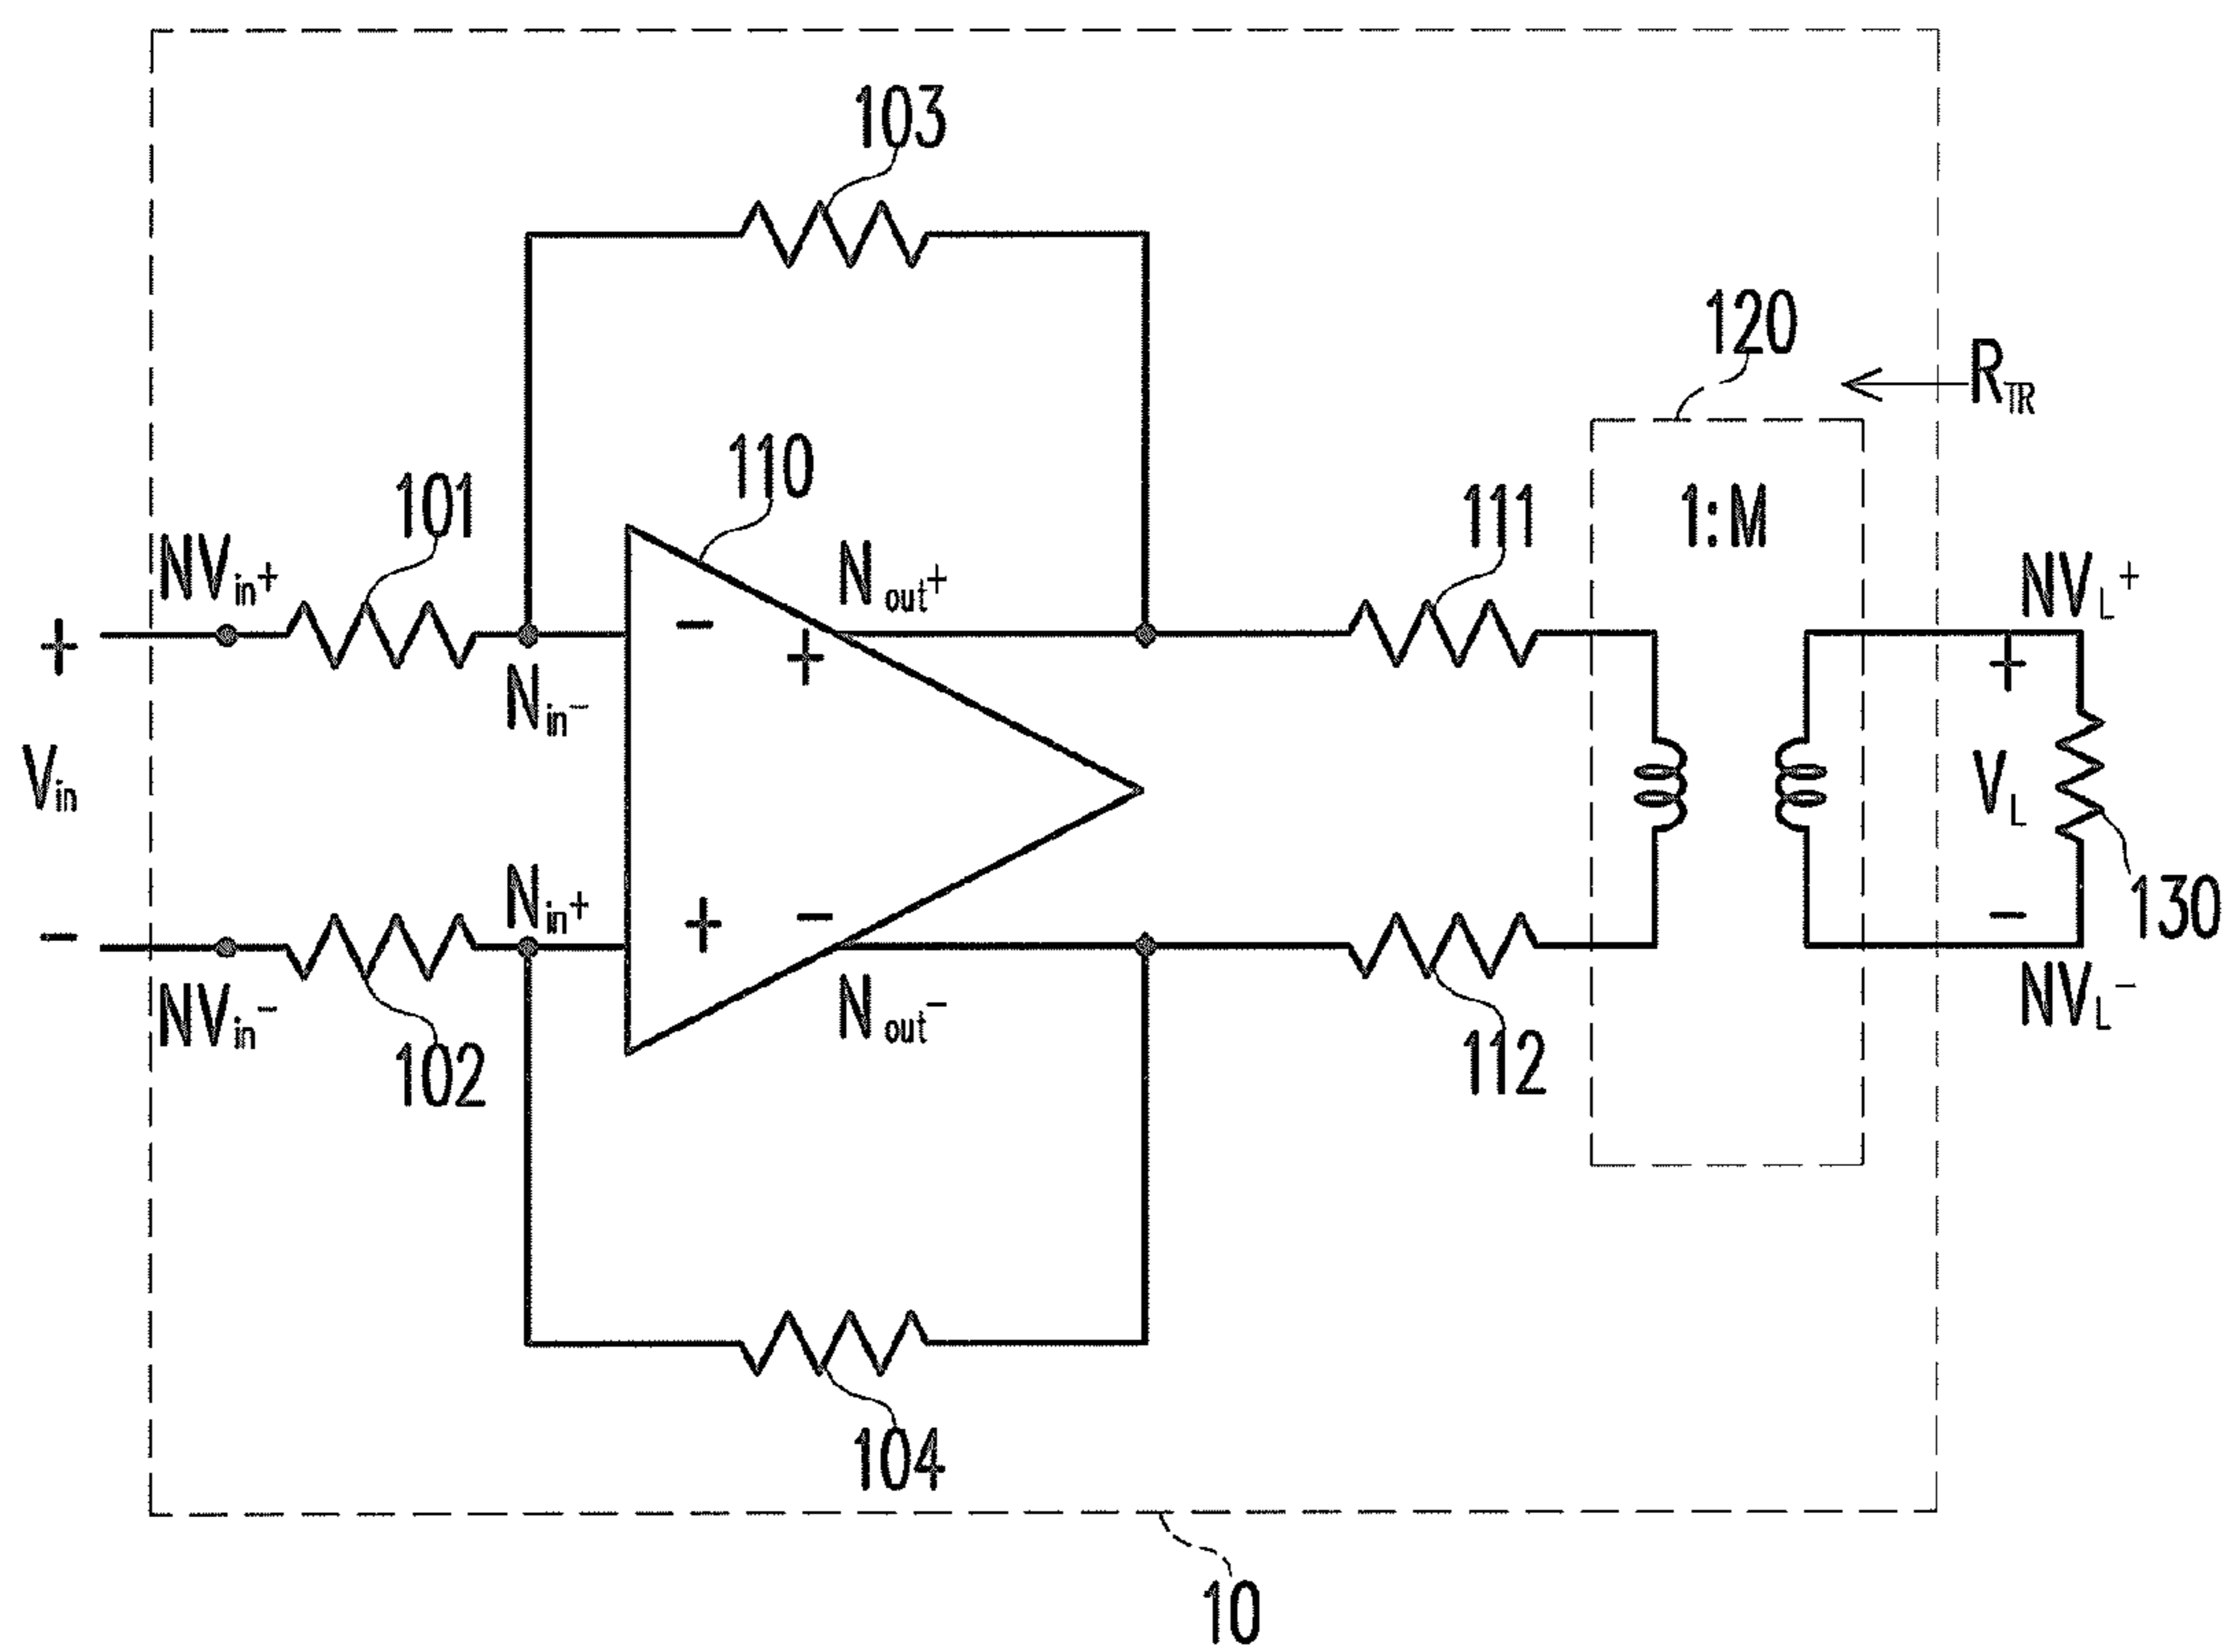 103
120
R_TR
110
101
111
1:M
NV_in+
N_out+
NV_L+
+
-
+
+
N_in-
V_in
V_L
N_in+
130
-
+
-
-
NV_in-
N_out-
NV_L-
102
112
104
10